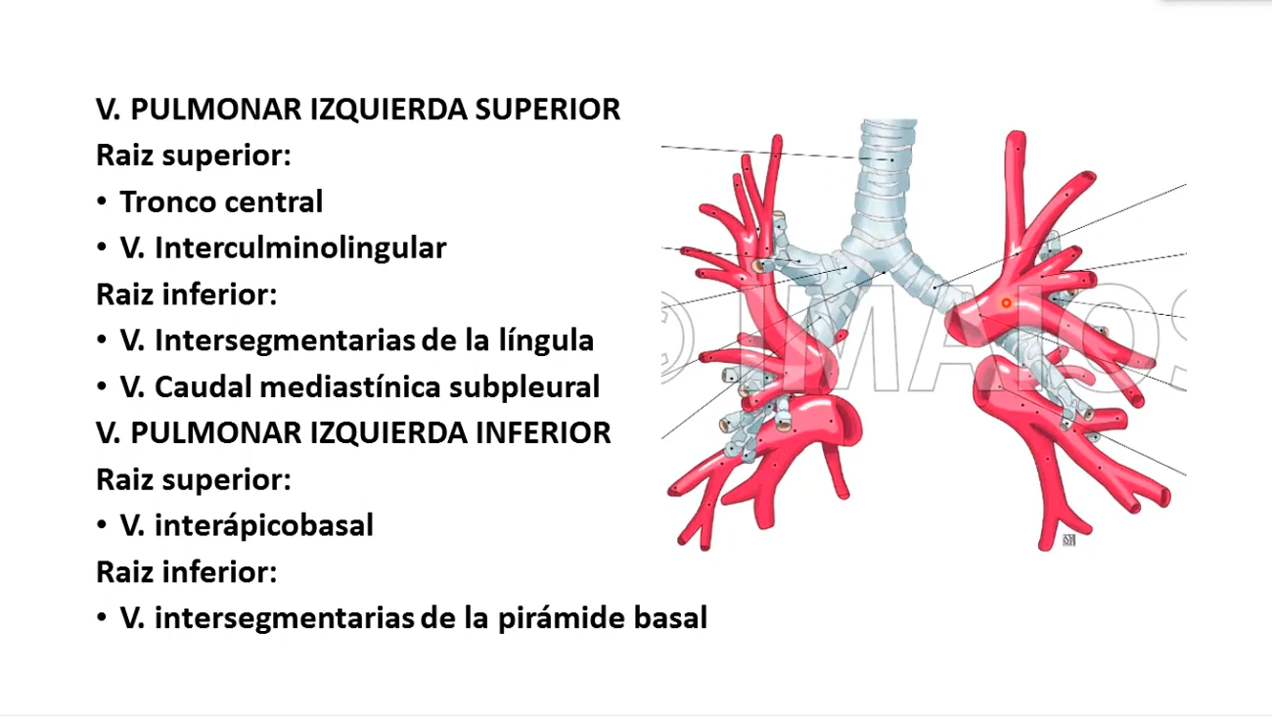 V. PULMONAR IZQUIERDA SUPERIOR
Raiz superior:
• Tronco central
• V. Interculminolingular
Raiz inferior:
• V. Intersegmentarias de la língula
• V. Caudal mediastínica subpleural
V. PULMONAR IZQUIERDA INFERIOR
Raiz superior:
• V. interápicobasal
Raiz inferior:
• V. intersegmentarias de la pirámide basal
© IMAIOS